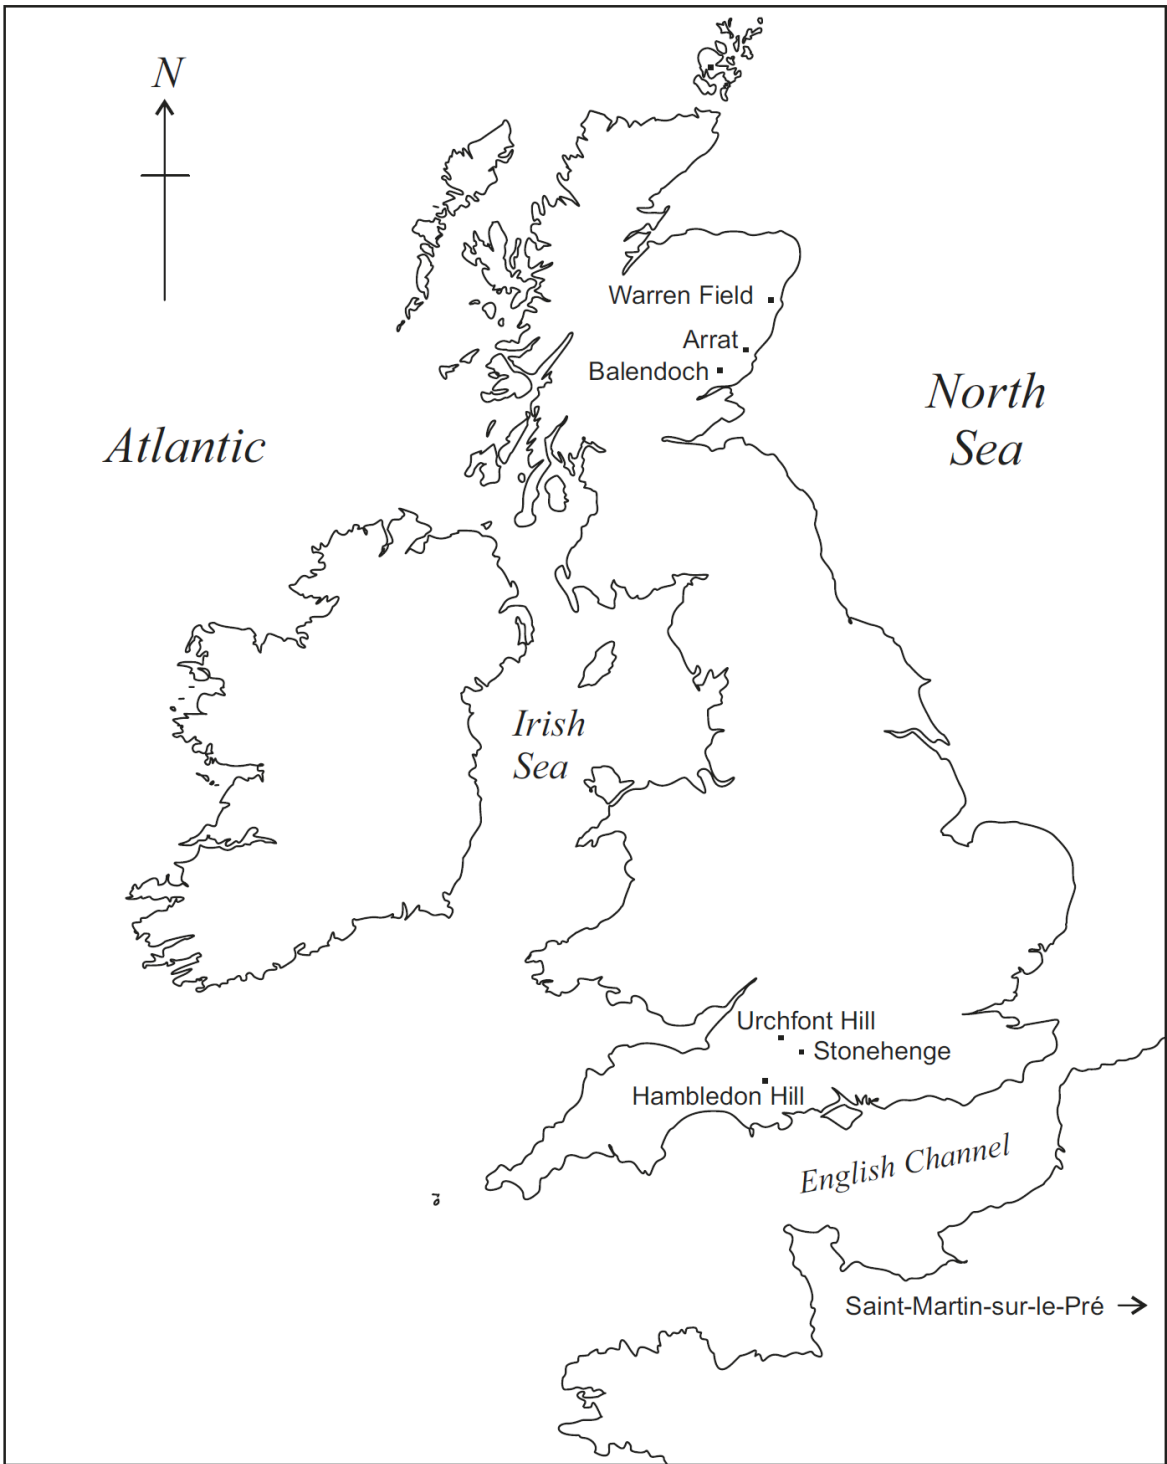 N
Warren Field
Arrat
Balendoch
North
Sea
Atlantic
Irish
Sea
Urchfont Hill
Stonehenge
Hambledon Hill
English Channel
Saint-Martin-sur-le-Pré